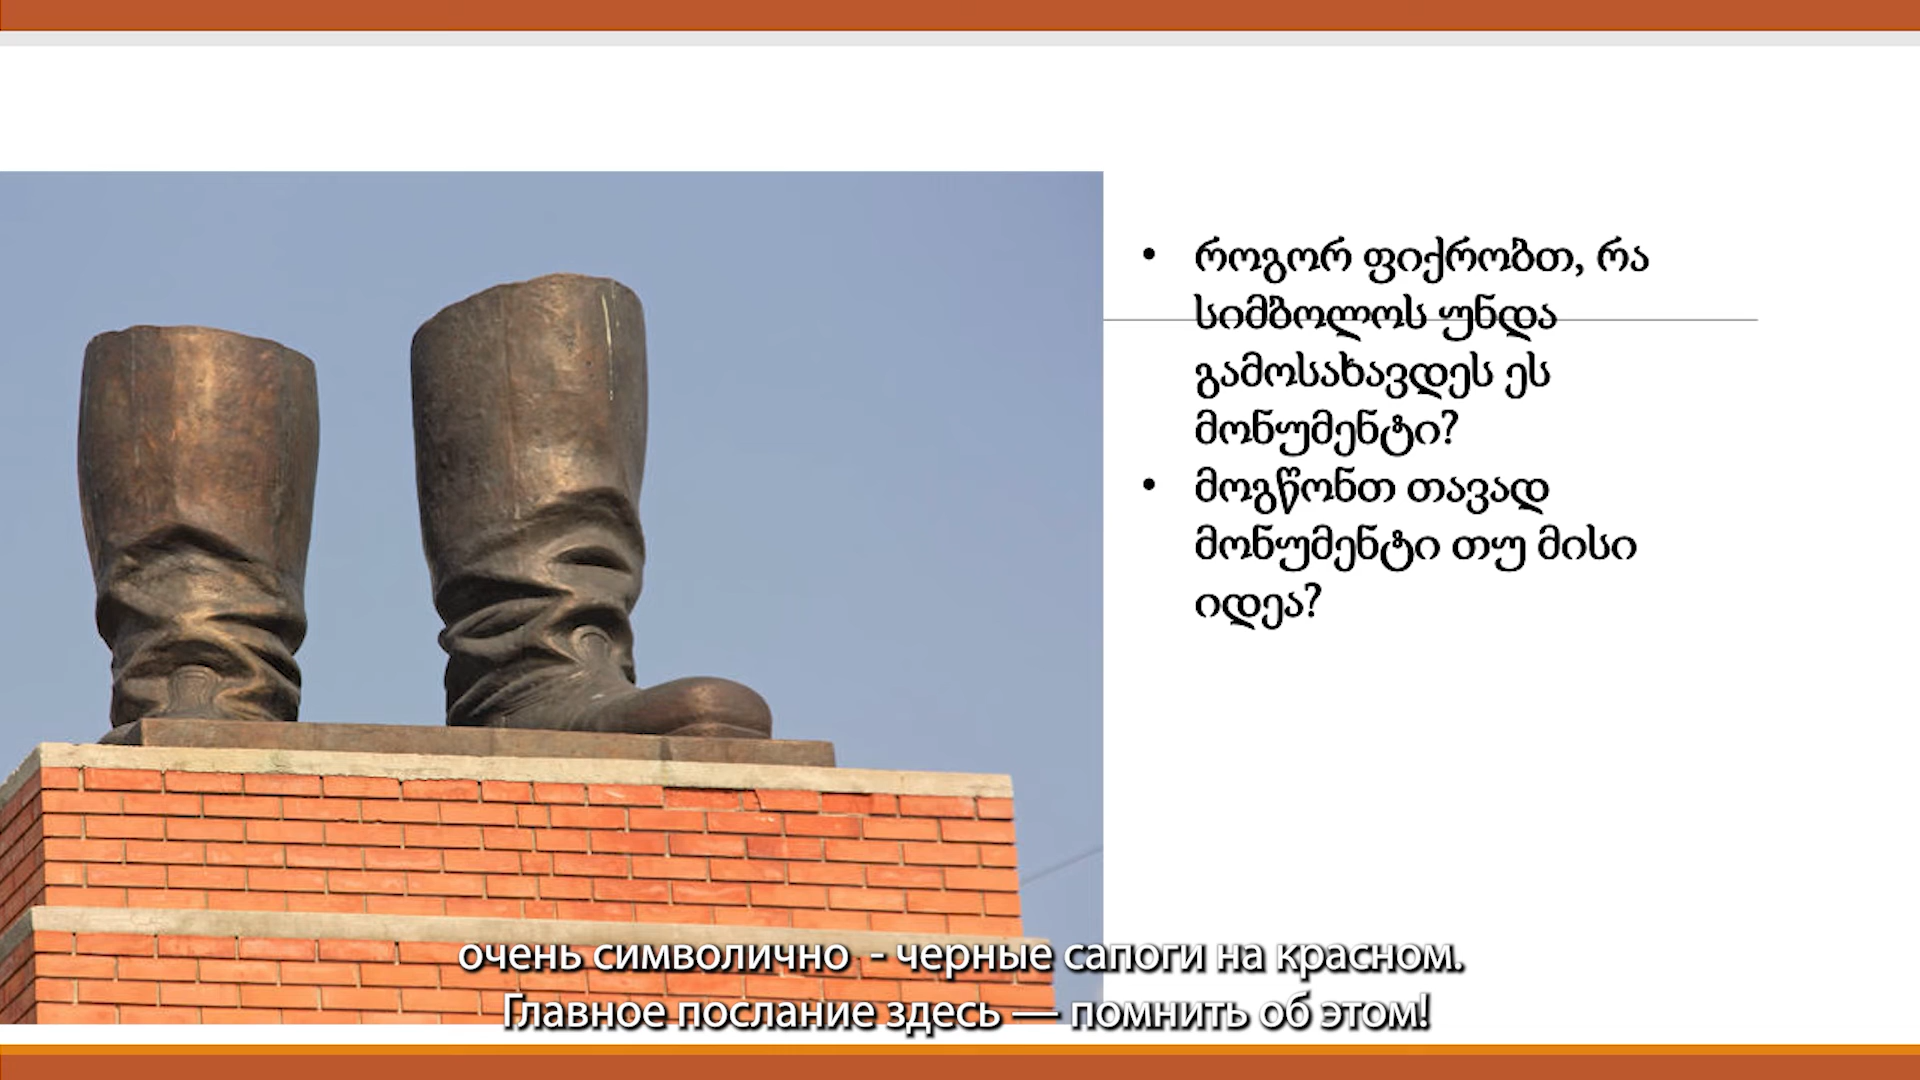 • როგორ ფიქრობთ, რა
სიმბოლოს უნდა
გამოსახავდეს ეს
მონუმენტი?
• მოგწონთ თავად
მონუმენტი თუ მისი
იდეა?
очень символично - черные сапоги на красном.
Главное послание здесь — помнить об этом!